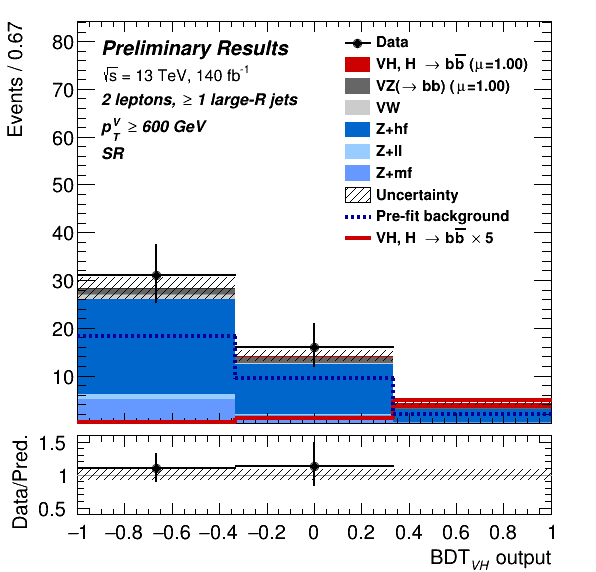 Events / 0.67
80
70
60
50
40
30
20
10
Preliminary Results
√s = 13 TeV, 140 fb⁻¹
2 leptons, ≥ 1 large-R jets
p_T^V ≥ 600 GeV
SR
Data
VH, H → bb̅ (μ=1.00)
VZ(→ bb) (μ=1.00)
VW
Z+hf
Z+ll
Z+mf
Uncertainty
Pre-fit background
VH, H → bb̅ × 5
Data/Pred.
1.5
1
0.5
−1 −0.8 −0.6 −0.4 −0.2 0 0.2 0.4 0.6 0.8 1
BDT_VH output